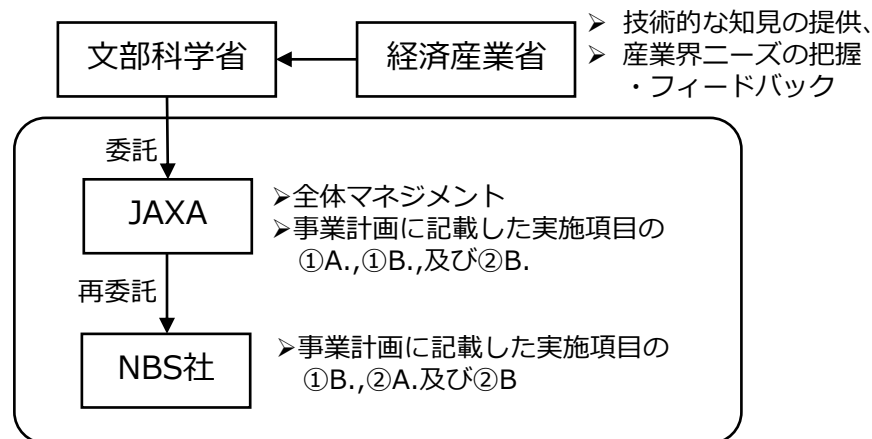 文部科学省
経済産業省
➢ 技術的な知見の提供、
➢ 産業界ニーズの把握
・フィードバック
委託
JAXA
➢全体マネジメント
➢事業計画に記載した実施項目の
①A.,①B.,及び②B.
再委託
NBS社
➢事業計画に記載した実施項目の
①B.,②A.及び②B